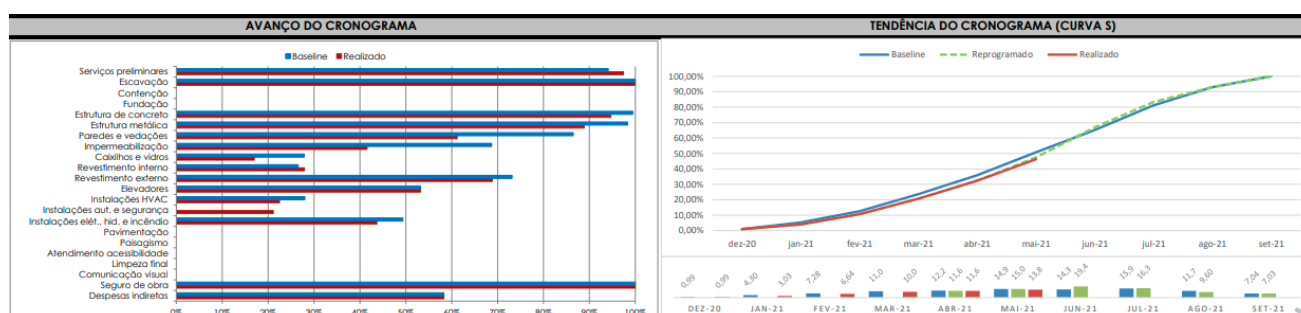 AVANÇO DO CRONOGRAMA
Baseline Realizado
Serviços preliminares
Escavação
Contenção
Fundação
Estrutura de concreto
Estrutura metálica
Paredes e vedações
Impermeabilização
Caixilhos e vidros
Revestimento interno
Revestimento externo
Elevadores
Instalações HVAC
Instalações aut. e segurança
Instalações elét., hid. e incêndio
Pavimentação
Paisagismo
Atendimento acessibilidade
Limpeza final
Comunicação visual
Seguro de obra
Despesas indiretas
TENDÊNCIA DO CRONOGRAMA (CURVA S)
Baseline Reprogramado Realizado
100,00%
90,00%
80,00%
70,00%
60,00%
50,00%
40,00%
30,00%
20,00%
10,00%
0,00%
dez-20 jan-21 fev-21 mar-21 abr-21 mai-21 jun-21 jul-21 ago-21 set-21
0,99 0,99 4,30 3,03 7,28 6,64 11,0 10,0 12,2 11,6 11,6 14,9 15,0 13,8 14,3 19,4 15,9 16,3 11,7 9,60 7,04 7,03
DEZ-20 JAN-21 FEV-21 MAR-21 ABR-21 MAI-21 JUN-21 JUL-21 AGO-21 SET-21